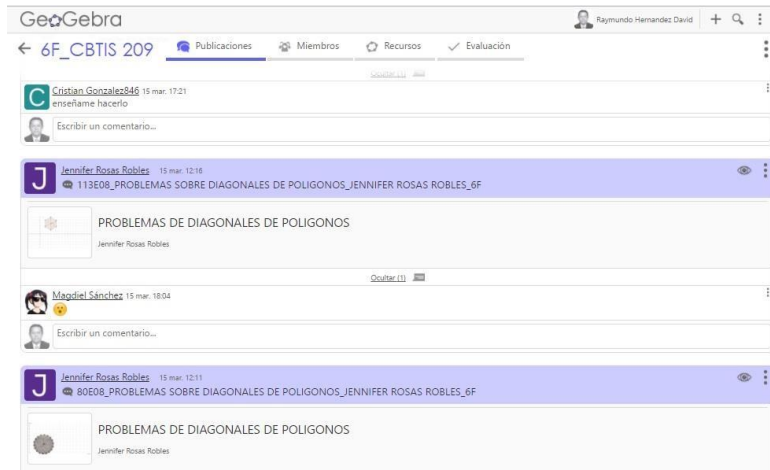 GeoGebra
Raymundo Hernandez David
6F_CBTIS 209
Publicaciones
Miembros
Recursos
Evaluación
Ocultar (1)
Cristian Gonzalez846 15 mar. 17:21
enseñame hacerlo
Escribir un comentario...
Jennifer Rosas Robles 15 mar. 12:16
113E08_PROBLEMAS SOBRE DIAGONALES DE POLIGONOS_JENNIFER ROSAS ROBLES_6F
PROBLEMAS DE DIAGONALES DE POLIGONOS
Jennifer Rosas Robles
Ocultar (1)
Magdiel Sánchez 15 mar. 18:04
Escribir un comentario...
Jennifer Rosas Robles 15 mar. 12:11
80E08_PROBLEMAS SOBRE DIAGONALES DE POLIGONOS_JENNIFER ROSAS ROBLES_6F
PROBLEMAS DE DIAGONALES DE POLIGONOS
Jennifer Rosas Robles